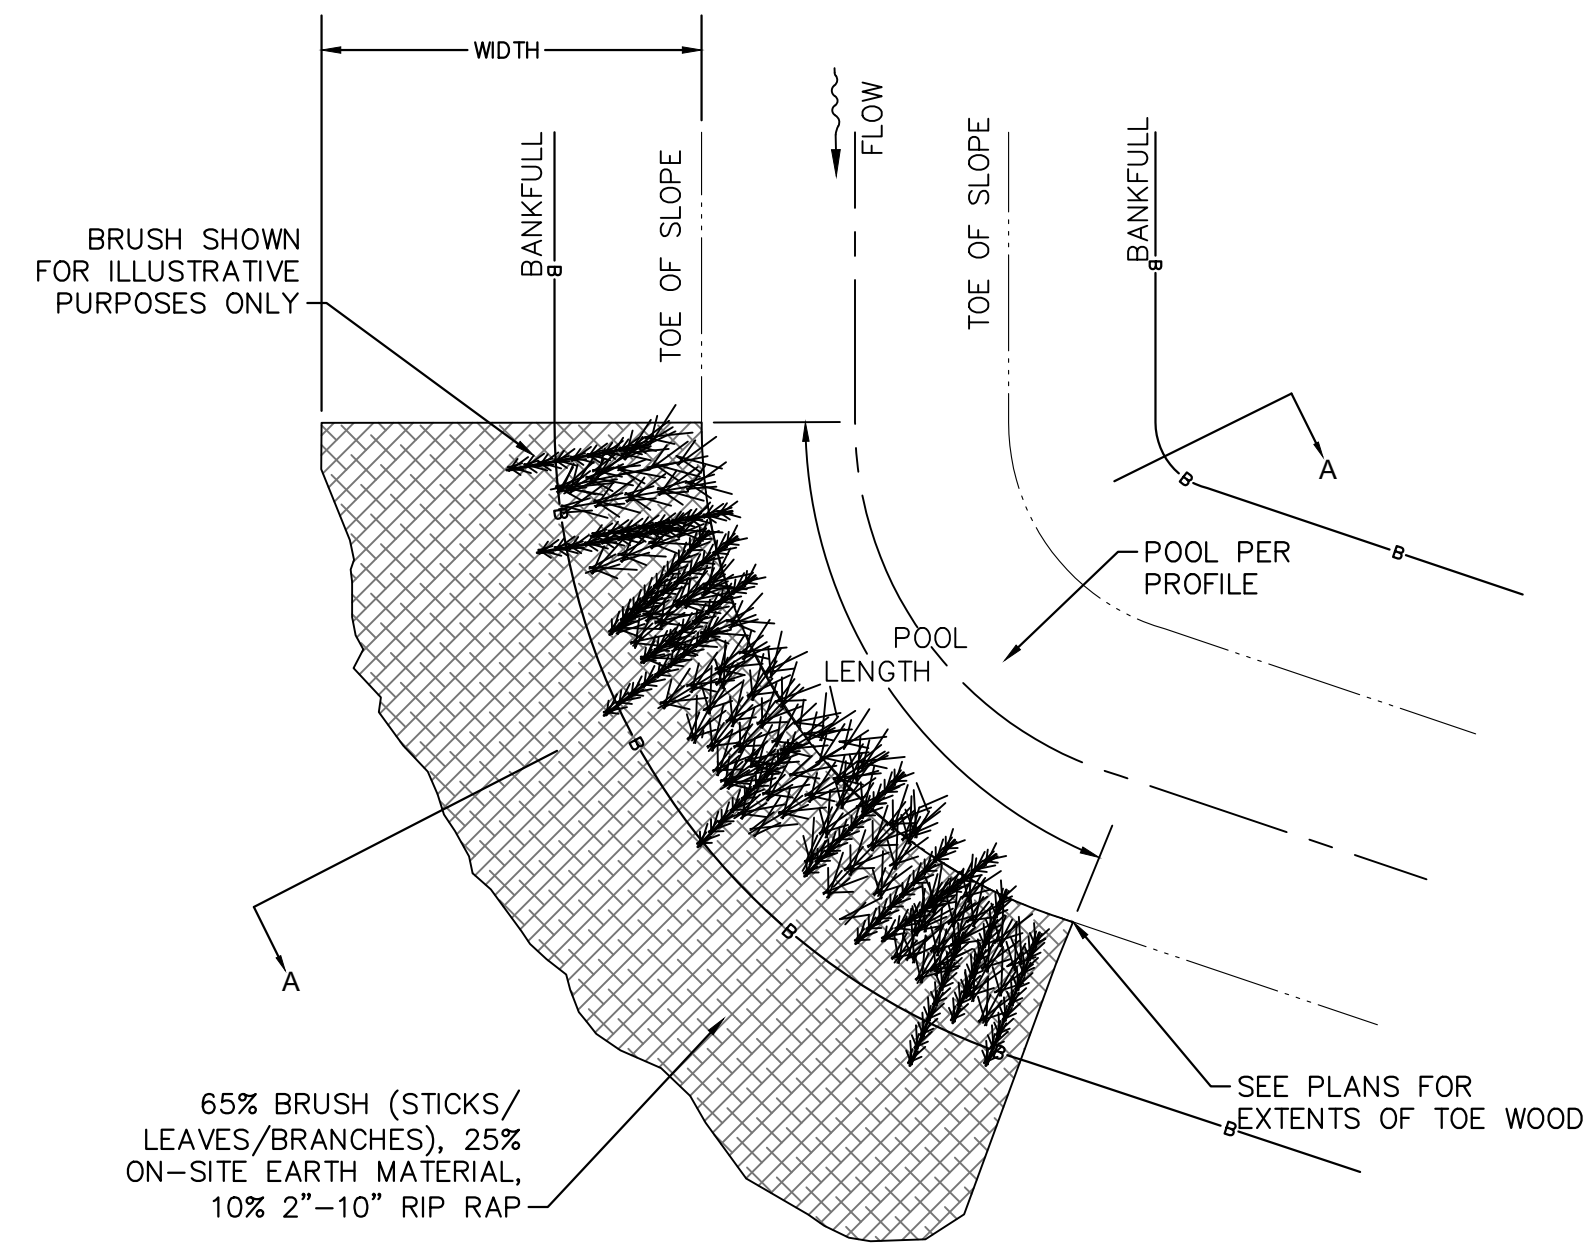 WIDTH
FLOW
BANKFULL
TOE OF SLOPE
TOE OF SLOPE
BANKFULL
B
B
BRUSH SHOWN
FOR ILLUSTRATIVE
PURPOSES ONLY
A
B
B
B
POOL PER
PROFILE
POOL
LENGTH
B
B
A
B
65% BRUSH (STICKS/
LEAVES/BRANCHES), 25%
ON-SITE EARTH MATERIAL,
10% 2"-10" RIP RAP
SEE PLANS FOR
EXTENTS OF TOE WOOD
B